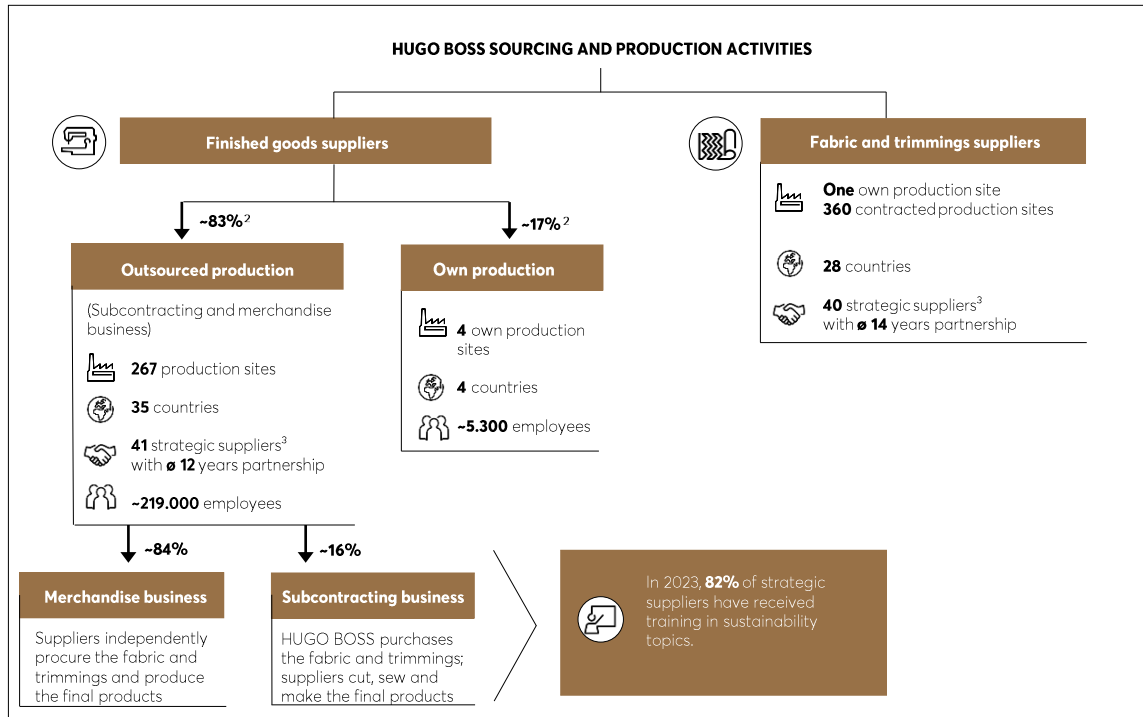 HUGO BOSS SOURCING AND PRODUCTION ACTIVITIES
Finished goods suppliers
~83%²
~17%²
Outsourced production
(Subcontracting and merchandise
business)
267 production sites
35 countries
41 strategic suppliers³
with ø 12 years partnership
~219.000 employees
Own production
4 own production
sites
4 countries
~5.300 employees
Fabric and trimmings suppliers
One own production site
360 contracted production sites
28 countries
40 strategic suppliers³
with ø 14 years partnership
~84%
~16%
Merchandise business
Suppliers independently
procure the fabric and
trimmings and produce
the final products
Subcontracting business
HUGO BOSS purchases
the fabric and trimmings;
suppliers cut, sew and
make the final products
In 2023, 82% of strategic
suppliers have received
training in sustainability
topics.